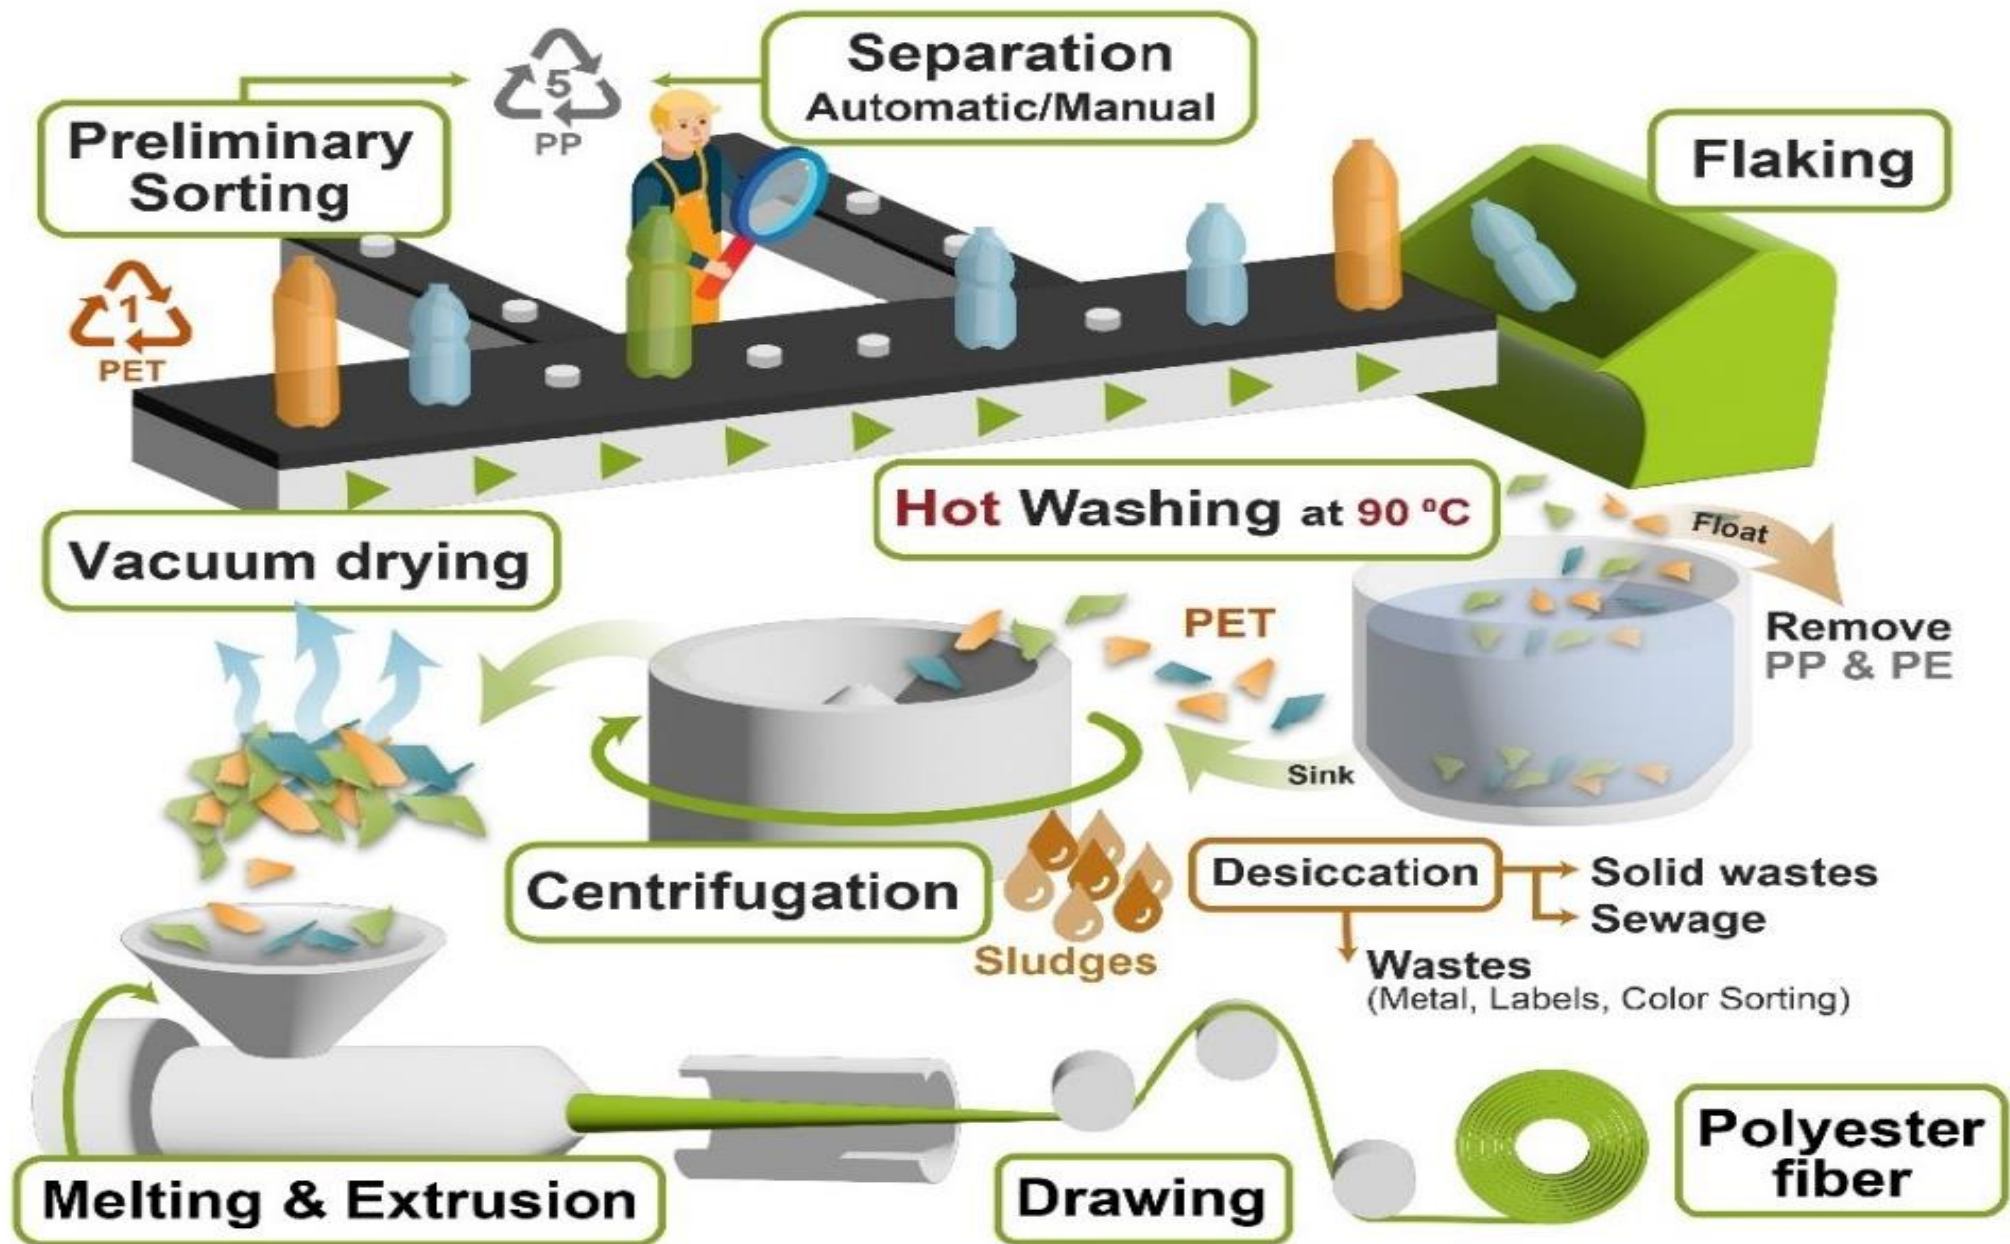 Preliminary
Sorting
5
PP
Separation
Automatic/Manual
Flaking
1
PET
Hot Washing at 90 ºC
Float
Remove
PP & PE
Vacuum drying
PET
Sink
Centrifugation
Sludges
Desiccation
Solid wastes
Sewage
Wastes
(Metal, Labels, Color Sorting)
Melting & Extrusion
Drawing
Polyester
fiber